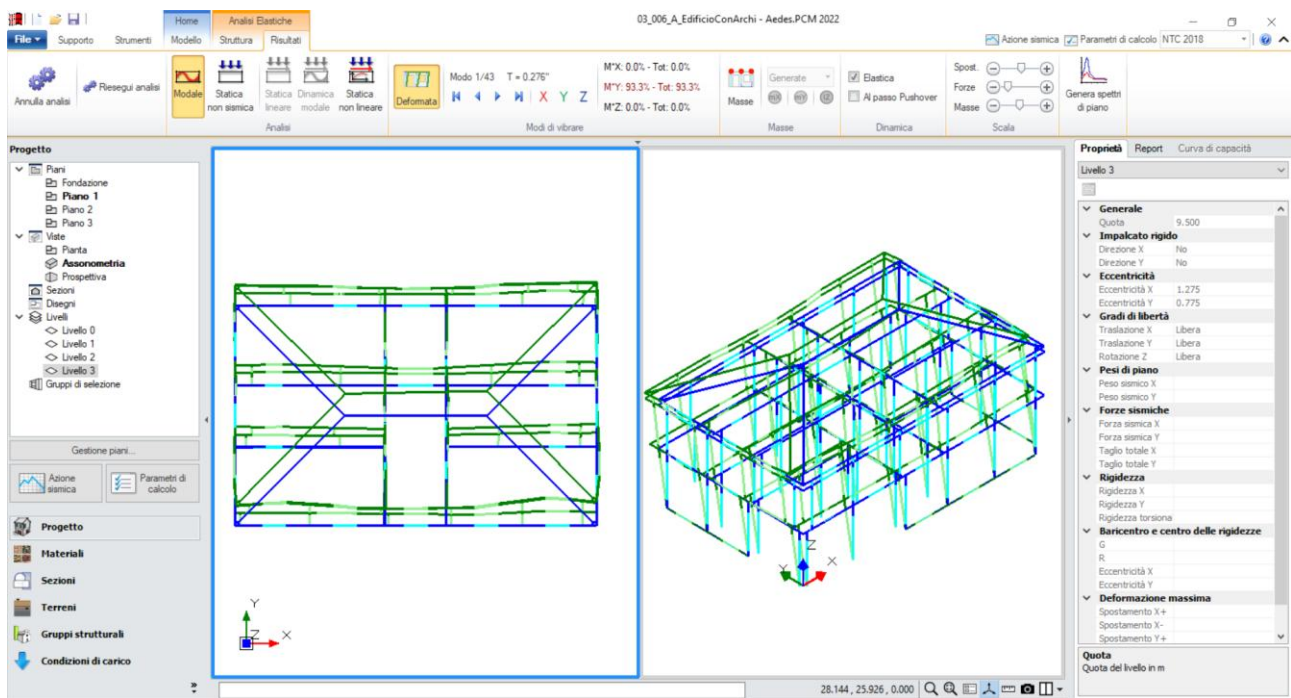 Home
Analisi Elastiche
03_006_A_EdificioConArchi - Aedes.PCM 2022
File
Supporto
Strumenti
Modello
Struttura
Risultati
Azione sismica
Parametri di calcolo
NTC 2018
Annulla analisi
Riesegui analisi
Modale
Statica
non sismica
Statica
lineare
Dinamica
modale
Statica
non lineare
Analisi
Deformata
Modo 1/43 T = 0.276"
X Y Z
M*X: 0.0% - Tot: 0.0%
M*Y: 93.3% - Tot: 93.3%
M*Z: 0.0% - Tot: 0.0%
Modi di vibrare
Masse
Generate
Masse
Elastica
Al passo Pushover
Dinamica
Spost.
Forze
Masse
Scala
Genera spettri
di piano
Progetto
Piani
Fondazione
Piano 1
Piano 2
Piano 3
Viste
Pianta
Assonometria
Prospettiva
Sezioni
Disegni
Livelli
Livello 0
Livello 1
Livello 2
Livello 3
Gruppi di selezione
Gestione piani...
Azione
sismica
Parametri di
calcolo
Progetto
Materiali
Sezioni
Terreni
Gruppi strutturali
Condizioni di carico
Y
Z
X
Z
Y
X
28.144 , 25.926 , 0.000
Proprietà
Report
Curva di capacità
Livello 3
Generale
Quota 9.500
Impalcato rigido
Direzione X No
Direzione Y No
Eccentricità
Eccentricità X 1.275
Eccentricità Y 0.775
Gradi di libertà
Traslazione X Libera
Traslazione Y Libera
Rotazione Z Libera
Pesi di piano
Peso sismico X
Peso sismico Y
Forze sismiche
Forza sismica X
Forza sismica Y
Taglio totale X
Taglio totale Y
Rigidezza
Rigidezza X
Rigidezza Y
Rigidezza torsiona
Baricentro e centro delle rigidezze
G
R
Eccentricità X
Eccentricità Y
Deformazione massima
Spostamento X+
Spostamento X-
Spostamento Y+
Quota
Quota del livello in m